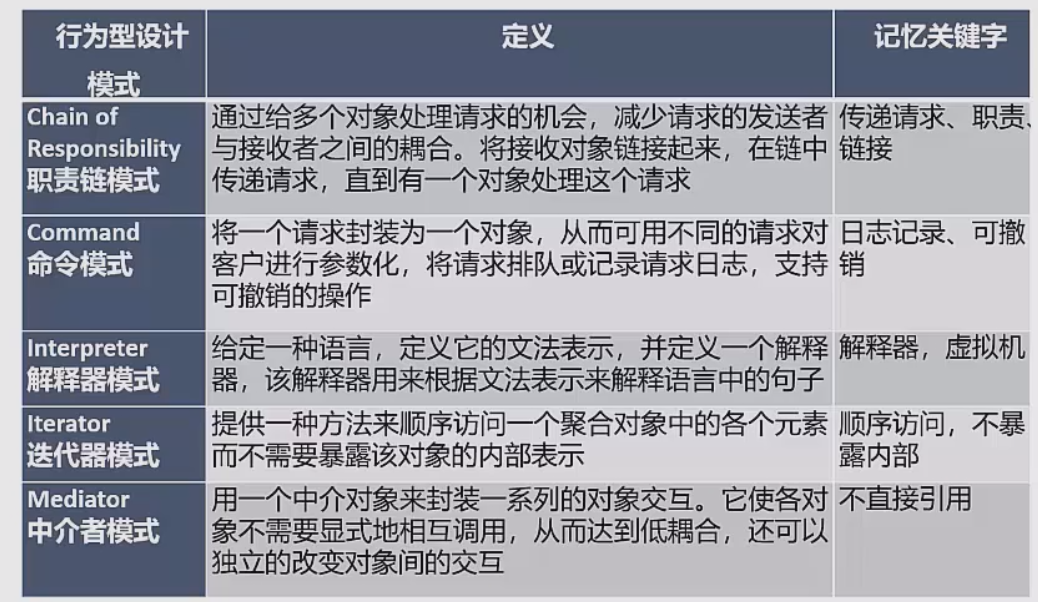 行为型设计
模式
定义
记忆关键字
Chain of
Responsibility
职责链模式
通过给多个对象处理请求的机会，减少请求的发送者
与接收者之间的耦合。将接收对象链接起来，在链中
传递请求，直到有一个对象处理这个请求
传递请求、职责、
链接
Command
命令模式
将一个请求封装为一个对象，从而可用不同的请求对
客户进行参数化，将请求排队或记录请求日志，支持
可撤销的操作
日志记录、可撤
销
Interpreter
解释器模式
给定一种语言，定义它的文法表示，并定义一个解释
器，该解释器用来根据文法表示来解释语言中的句子
解释器，虚拟机
Iterator
迭代器模式
提供一种方法来顺序访问一个聚合对象中的各个元素
而不需要暴露该对象的内部表示
顺序访问，不暴
露内部
Mediator
中介者模式
用一个中介对象来封装一系列的对象交互。它使各对
象不需要显式地相互调用，从而达到低耦合，还可以
独立的改变对象间的交互
不直接引用